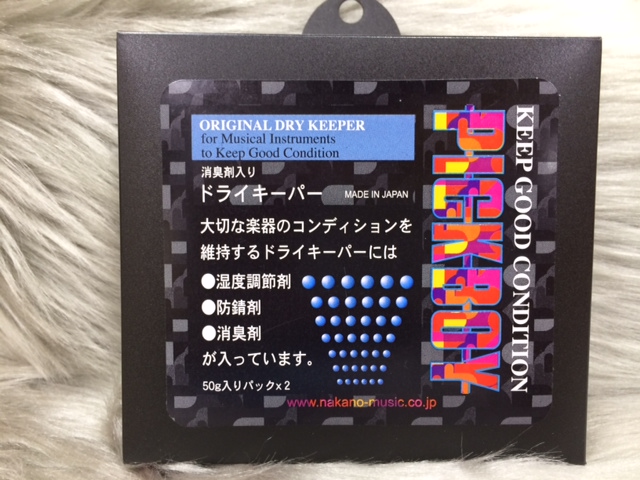 ORIGINAL DRY KEEPER
for Musical Instruments
to Keep Good Condition
消臭剤入り
ドライキーパー MADE IN JAPAN
大切な楽器のコンディションを
維持するドライキーパーには
●湿度調節剤
●防錆剤
●消臭剤
が入っています。
50g入りパック×2
www.nakano-music.co.jp
PICKBOY
KEEP GOOD CONDITION